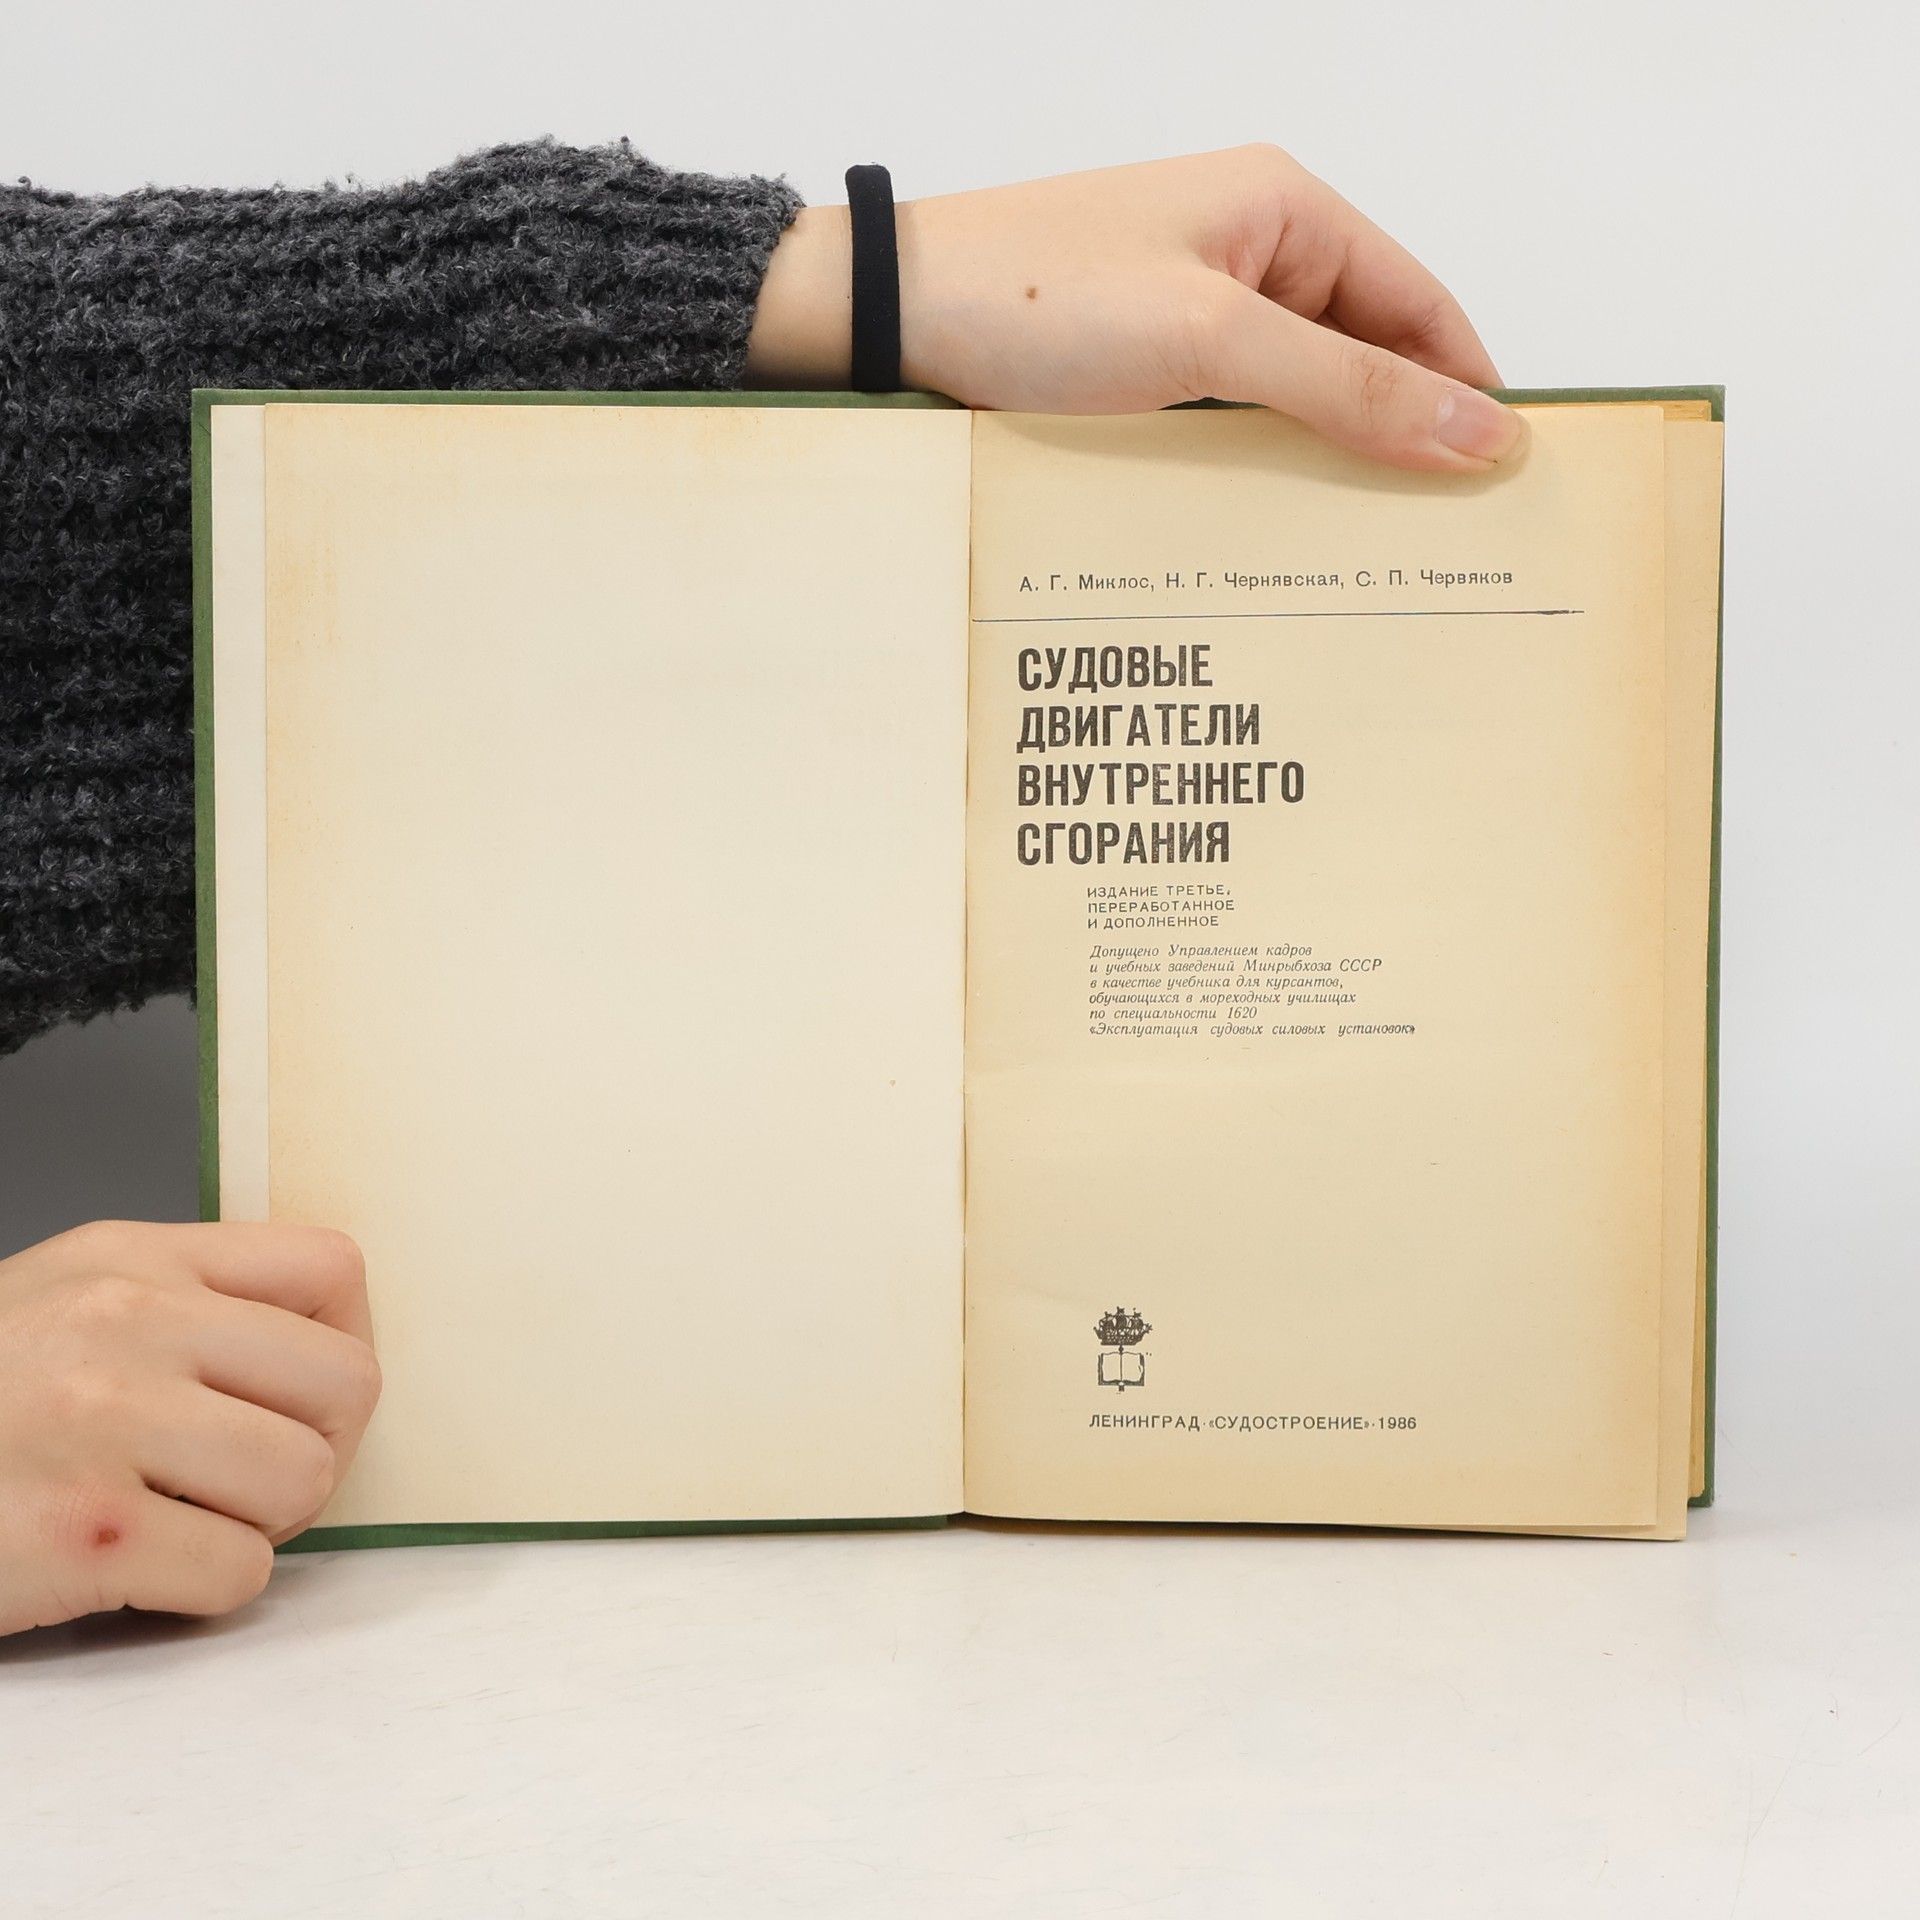 А. Г. Миклос, Н. Г. Чернявская, С. П. Червяков
СУДОВЫЕ
ДВИГАТЕЛИ
ВНУТРЕННЕГО
СГОРАНИЯ
ИЗДАНИЕ ТРЕТЬЕ,
ПЕРЕРАБОТАННОЕ
И ДОПОЛНЕННОЕ
Допущено Управлением кадров
и учебных заведений Минрыбхоза СССР
в качестве учебника для курсантов,
обучающихся в мореходных училищах
по специальности 1620
«Эксплуатация судовых силовых установок»
ЛЕНИНГРАД·«СУДОСТРОЕНИЕ»·1986